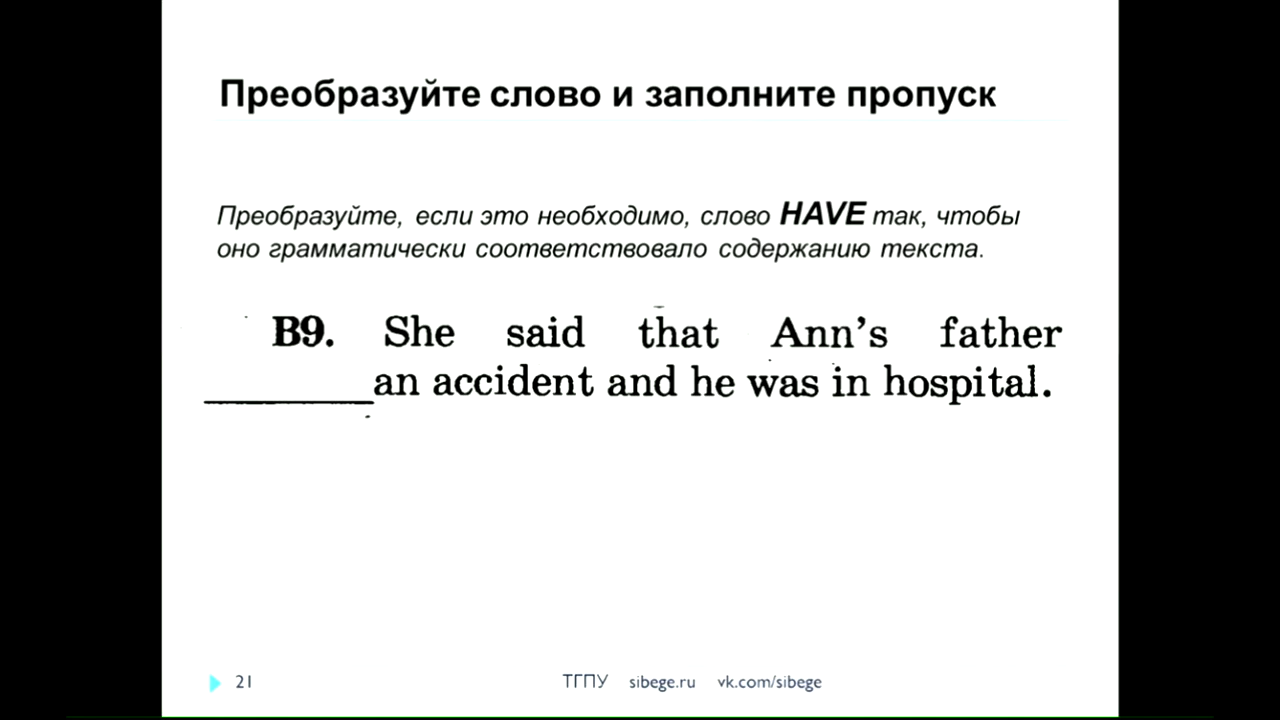 Преобразуйте слово и заполните пропуск
Преобразуйте, если это необходимо, слово HAVE так, чтобы
оно грамматически соответствовало содержанию текста.
B9. She said that Ann's father
________an accident and he was in hospital.
21 ТГПУ sibege.ru vk.com/sibege